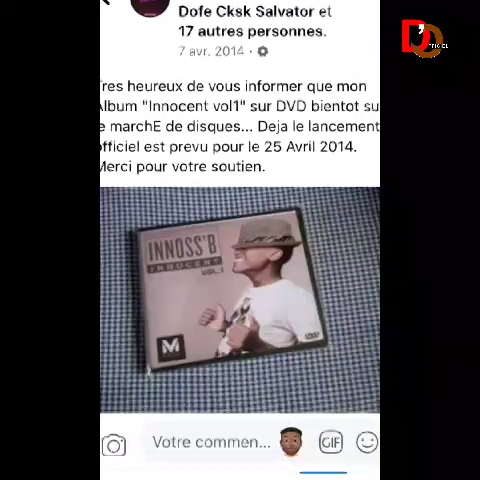 Dofe Cksk Salvator et
17 autres personnes.
7 avr. 2014 ·
Tres heureux de vous informer que mon
Album "Innocent vol1" sur DVD bientot su
e marchE de disques... Deja le lancement
officiel est prevu pour le 25 Avril 2014.
Merci pour votre soutien.
INNOSS'B
INNOCENT
VOL.1
M
DVD
Votre commen...
GIF